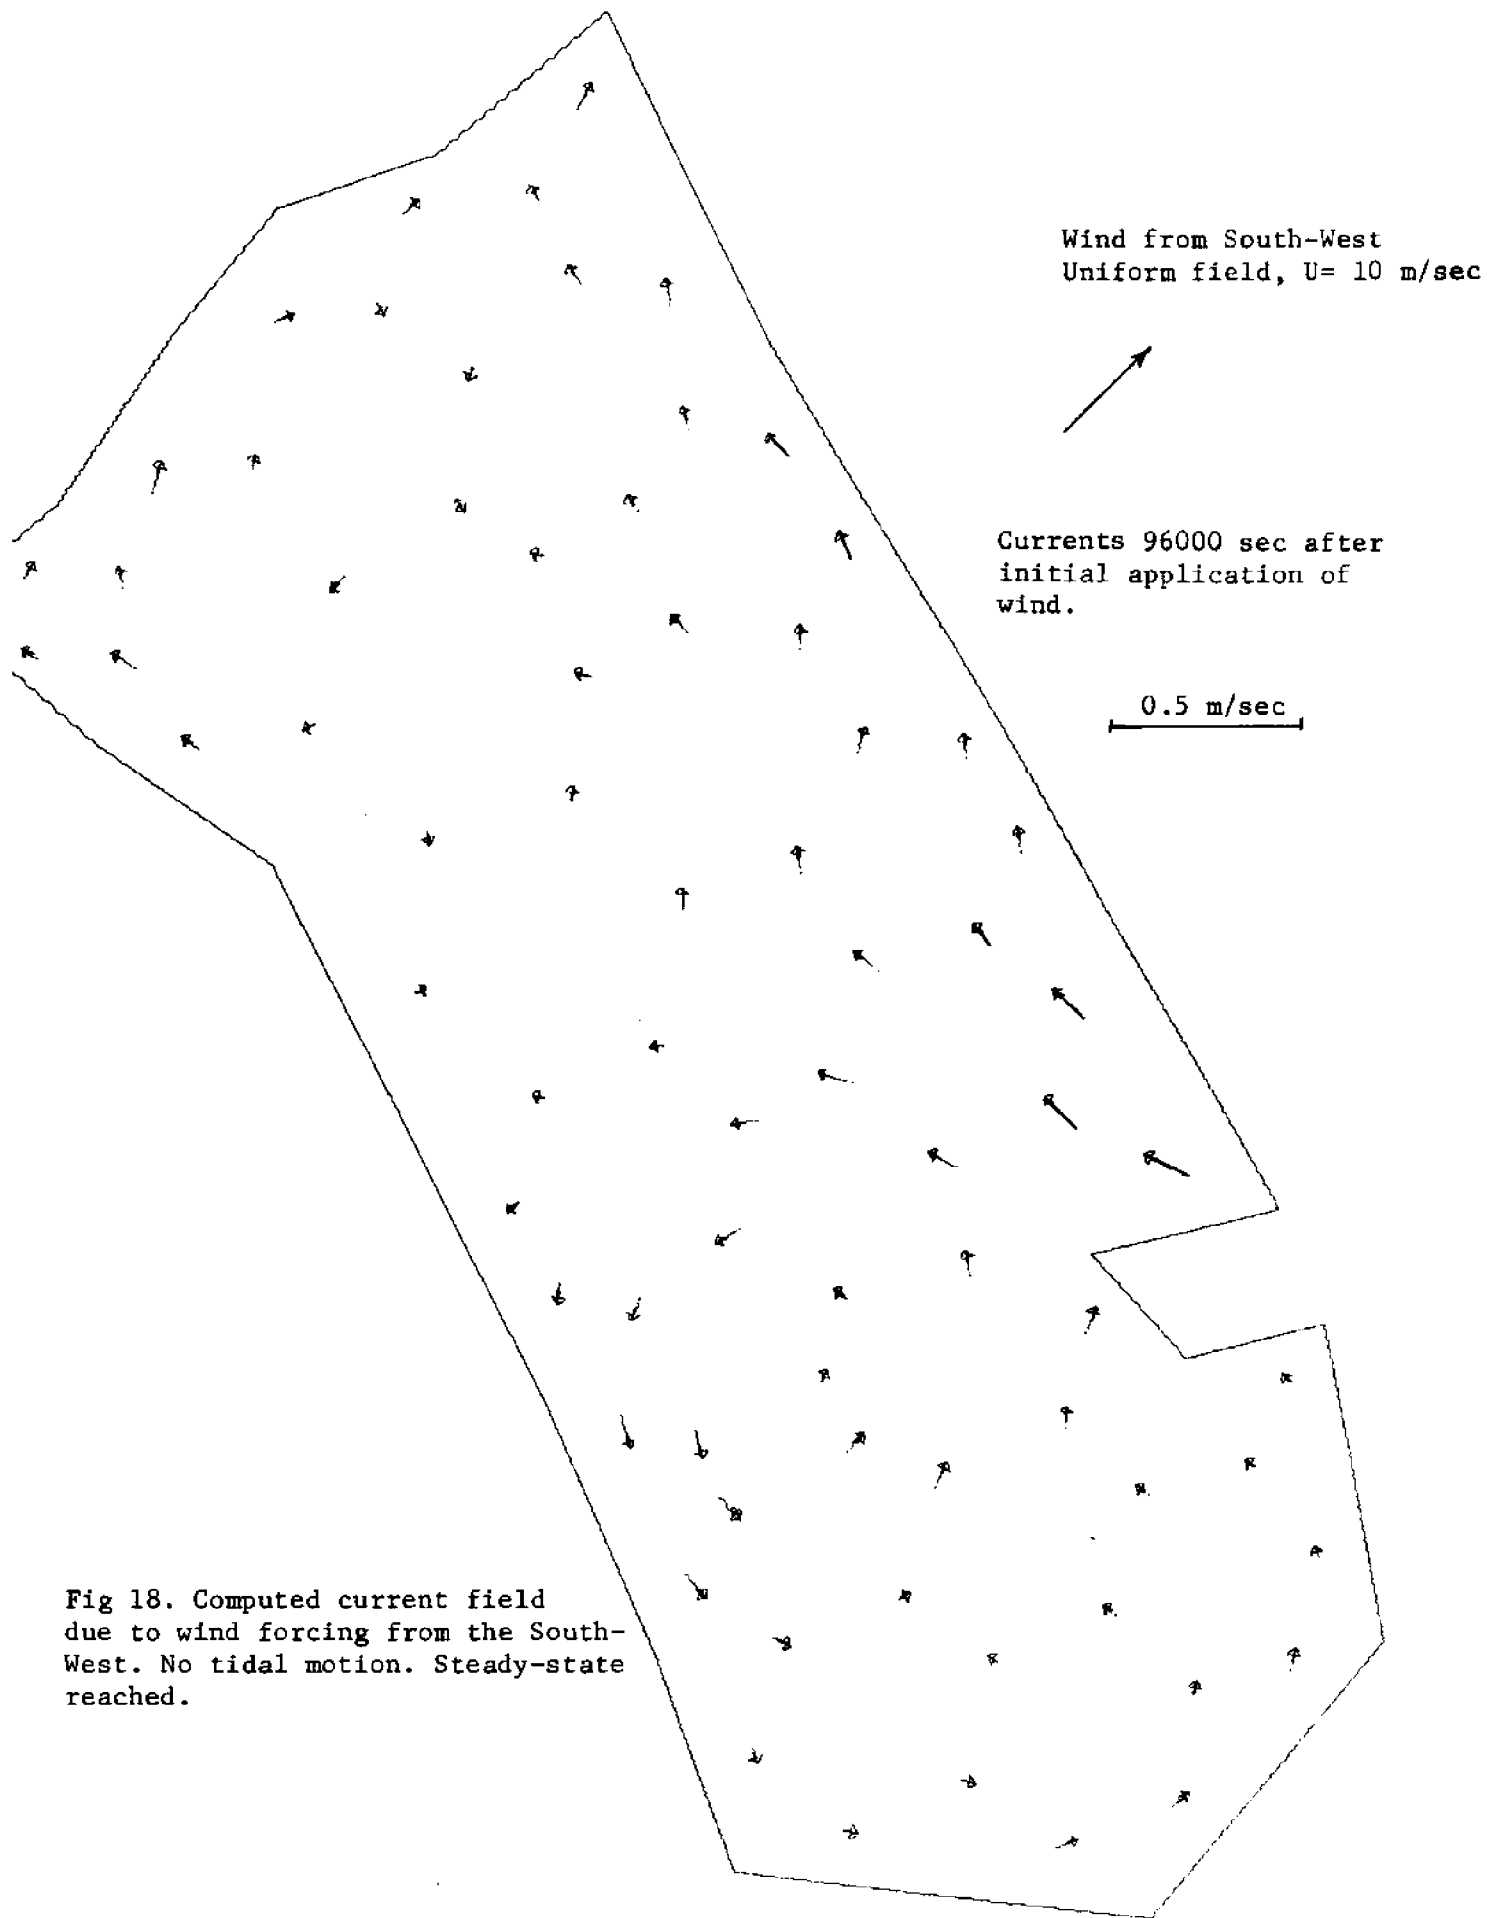 Wind from South-West
Uniform field, U= 10 m/sec
Currents 96000 sec after
initial application of
wind.
0.5 m/sec
Fig 18. Computed current field
due to wind forcing from the South-
West. No tidal motion. Steady-state
reached.